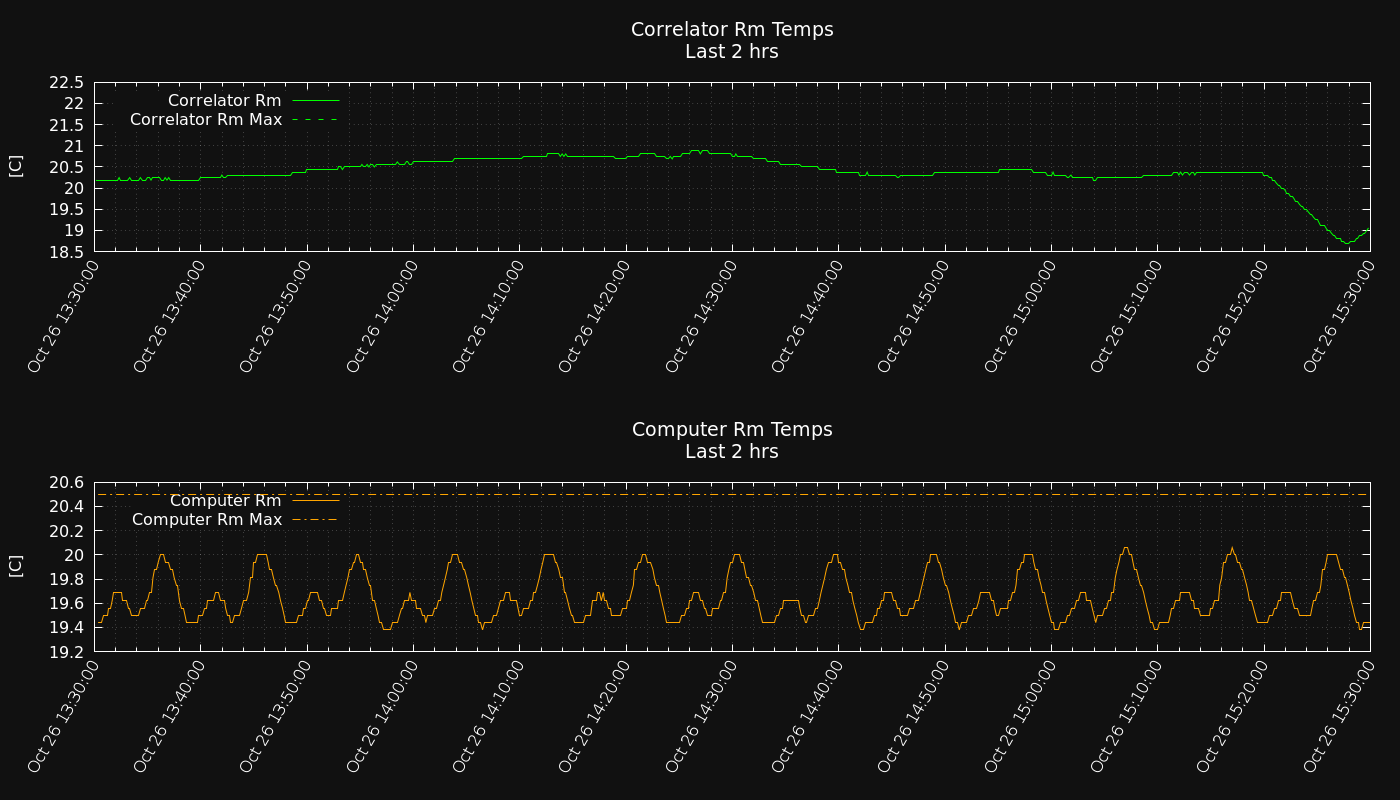 Correlator Rm Temps
Last 2 hrs
22.5
22
21.5
21
20.5
20
19.5
19
18.5
[C]
Correlator Rm
Correlator Rm Max
Oct 26 13:30:00
Oct 26 13:40:00
Oct 26 13:50:00
Oct 26 14:00:00
Oct 26 14:10:00
Oct 26 14:20:00
Oct 26 14:30:00
Oct 26 14:40:00
Oct 26 14:50:00
Oct 26 15:00:00
Oct 26 15:10:00
Oct 26 15:20:00
Oct 26 15:30:00
Computer Rm Temps
Last 2 hrs
20.6
20.4
20.2
20
19.8
19.6
19.4
19.2
[C]
Computer Rm
Computer Rm Max
Oct 26 13:30:00
Oct 26 13:40:00
Oct 26 13:50:00
Oct 26 14:00:00
Oct 26 14:10:00
Oct 26 14:20:00
Oct 26 14:30:00
Oct 26 14:40:00
Oct 26 14:50:00
Oct 26 15:00:00
Oct 26 15:10:00
Oct 26 15:20:00
Oct 26 15:30:00